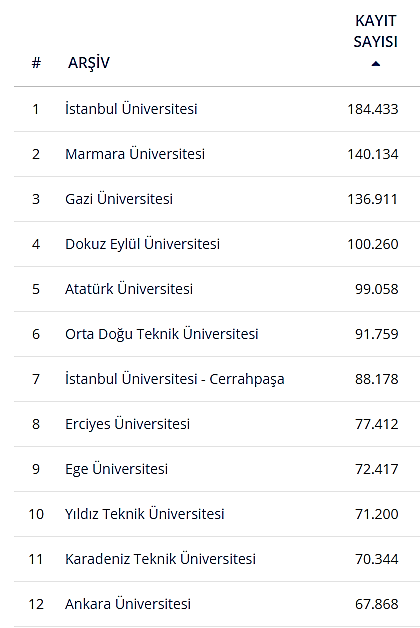 KAYIT
SAYISI
# ARŞİV
1 İstanbul Üniversitesi 184.433
2 Marmara Üniversitesi 140.134
3 Gazi Üniversitesi 136.911
4 Dokuz Eylül Üniversitesi 100.260
5 Atatürk Üniversitesi 99.058
6 Orta Doğu Teknik Üniversitesi 91.759
7 İstanbul Üniversitesi - Cerrahpaşa 88.178
8 Erciyes Üniversitesi 77.412
9 Ege Üniversitesi 72.417
10 Yıldız Teknik Üniversitesi 71.200
11 Karadeniz Teknik Üniversitesi 70.344
12 Ankara Üniversitesi 67.868